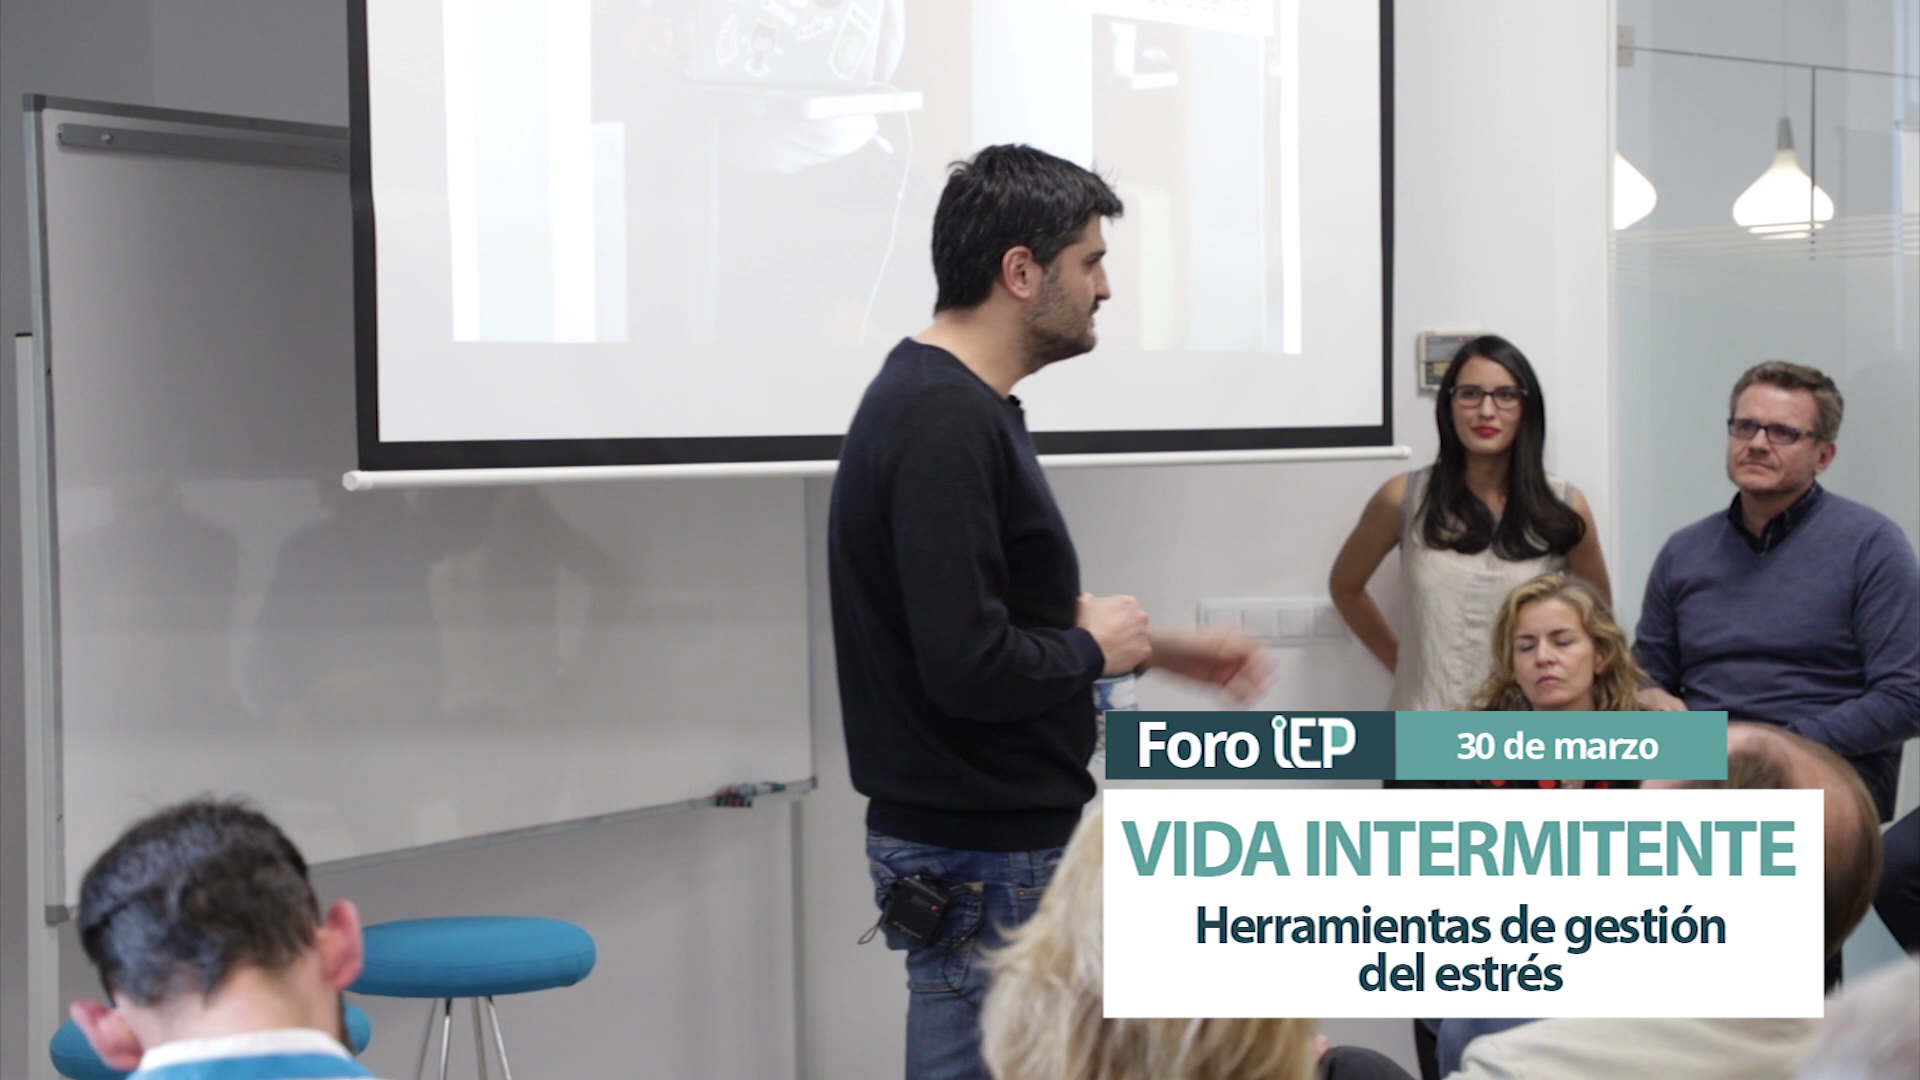 Foro iEP
30 de marzo
VIDA INTERMITENTE
Herramientas de gestión
del estrés